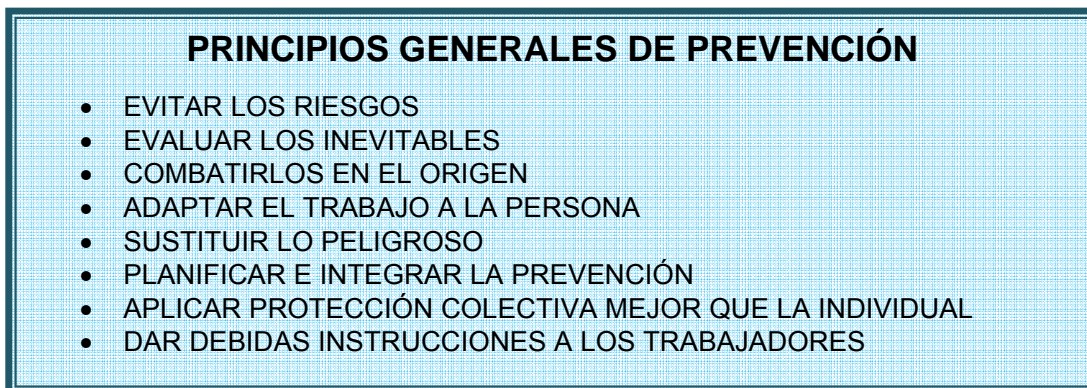 PRINCIPIOS GENERALES DE PREVENCIÓN
• EVITAR LOS RIESGOS
• EVALUAR LOS INEVITABLES
• COMBATIRLOS EN EL ORIGEN
• ADAPTAR EL TRABAJO A LA PERSONA
• SUSTITUIR LO PELIGROSO
• PLANIFICAR E INTEGRAR LA PREVENCIÓN
• APLICAR PROTECCIÓN COLECTIVA MEJOR QUE LA INDIVIDUAL
• DAR DEBIDAS INSTRUCCIONES A LOS TRABAJADORES